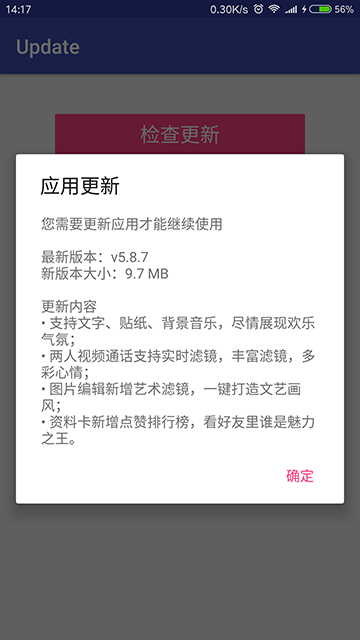 14:17 0.30K/s 56%
Update
检查更新
应用更新
您需要更新应用才能继续使用
最新版本：v5.8.7
新版本大小：9.7 MB
更新内容
• 支持文字、贴纸、背景音乐，尽情展现欢乐
气氛；
• 两人视频通话支持实时滤镜，丰富滤镜，多
彩心情；
• 图片编辑新增艺术滤镜，一键打造文艺画
风；
• 资料卡新增点赞排行榜，看好友里谁是魅力
之王。
确定